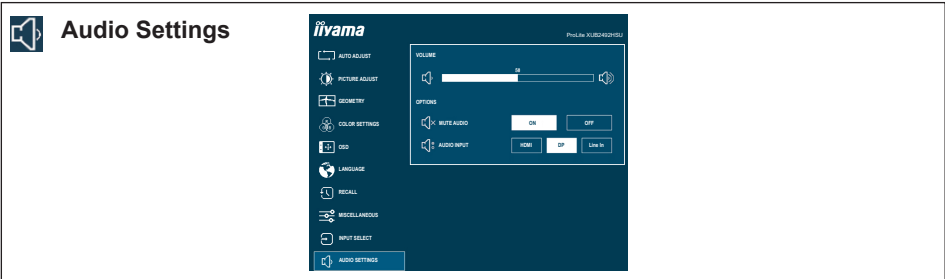 Audio Settings
iiyama
ProLite XUB2492HSU
AUTO ADJUST
PICTURE ADJUST
GEOMETRY
COLOR SETTINGS
OSD
LANGUAGE
RECALL
MISCELLANEOUS
INPUT SELECT
AUDIO SETTINGS
VOLUME
50
OPTIONS
MUTE AUDIO ON OFF
AUDIO INPUT HDMI DP Line In